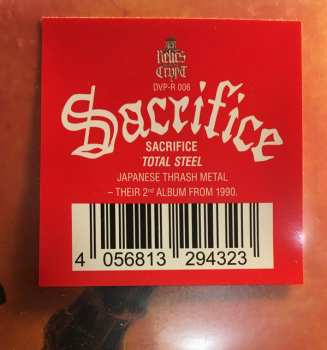 Relics
Crypt
DVP-R 006
Sacrifice
SACRIFICE
TOTAL STEEL
JAPANESE THRASH METAL
– THEIR 2nd ALBUM FROM 1990.
4 056813 294323